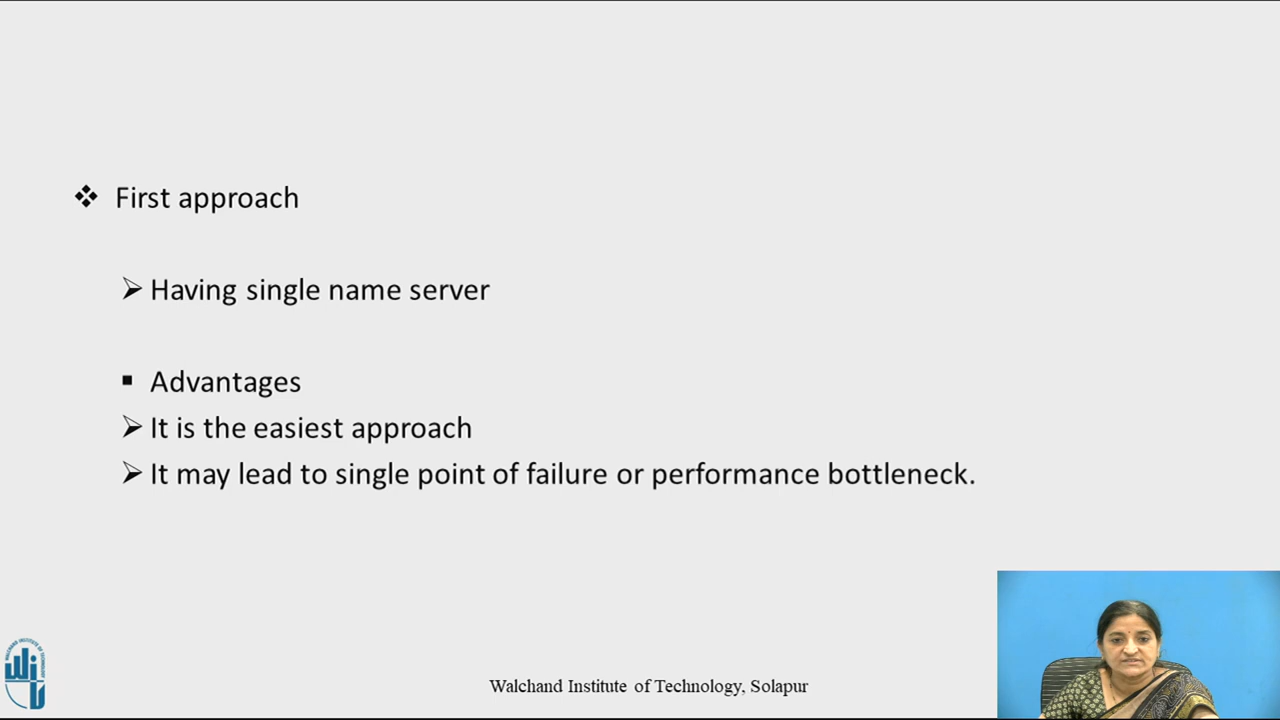 First approach
Having single name server
Advantages
It is the easiest approach
It may lead to single point of failure or performance bottleneck.
Walchand Institute of Technology, Solapur